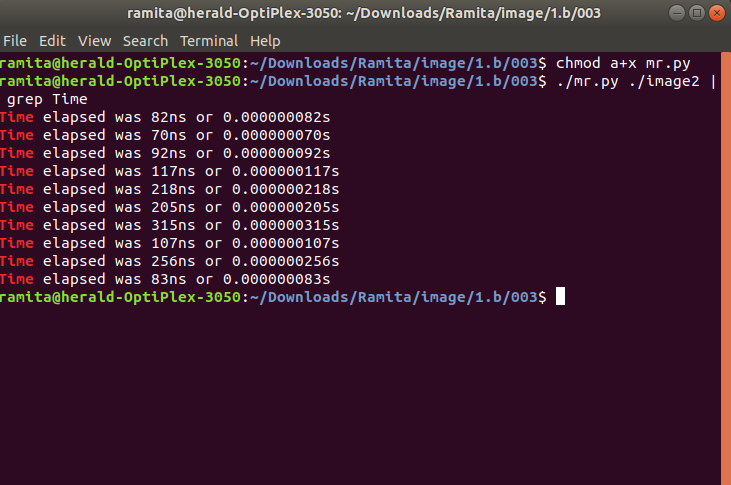 ramita@herald-OptiPlex-3050: ~/Downloads/Ramita/image/1.b/003
File Edit View Search Terminal Help
ramita@herald-OptiPlex-3050:~/Downloads/Ramita/image/1.b/003$ chmod a+x mr.py
ramita@herald-OptiPlex-3050:~/Downloads/Ramita/image/1.b/003$ ./mr.py ./image2 |
 grep Time
Time elapsed was 82ns or 0.000000082s
Time elapsed was 70ns or 0.000000070s
Time elapsed was 92ns or 0.000000092s
Time elapsed was 117ns or 0.000000117s
Time elapsed was 218ns or 0.000000218s
Time elapsed was 205ns or 0.000000205s
Time elapsed was 315ns or 0.000000315s
Time elapsed was 107ns or 0.000000107s
Time elapsed was 256ns or 0.000000256s
Time elapsed was 83ns or 0.000000083s
ramita@herald-OptiPlex-3050:~/Downloads/Ramita/image/1.b/003$